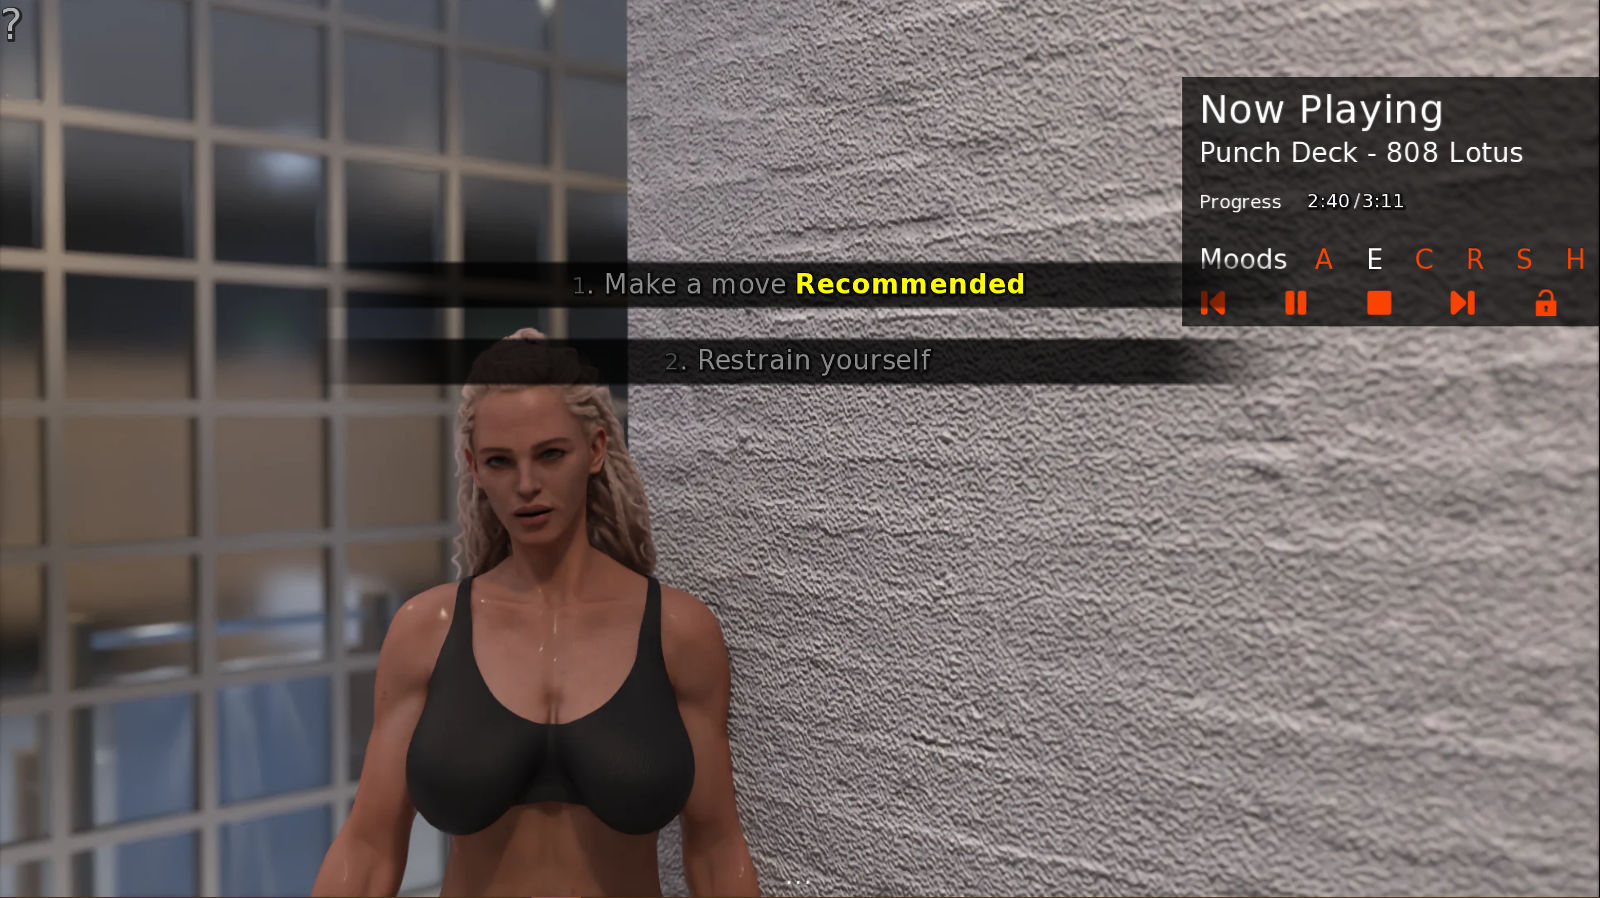 ?
Now Playing
Punch Deck - 808 Lotus
Progress 2:40/3:11
Moods A E C R S H
1. Make a move Recommended
2. Restrain yourself
...